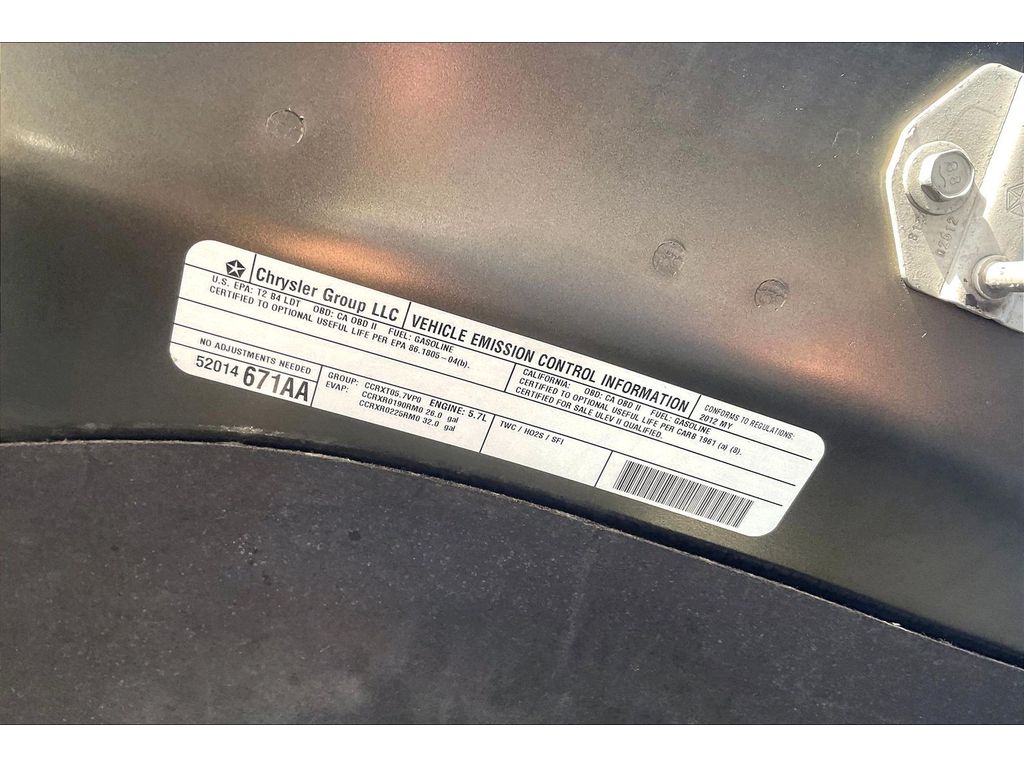 Chrysler Group LLC
VEHICLE EMISSION CONTROL INFORMATION
CONFORMS TO REGULATIONS:
2012 MY
U.S. EPA: T2 B4 LDT OBD: CA OBD II FUEL: GASOLINE
CERTIFIED TO OPTIONAL USEFUL LIFE PER EPA 86.1805-04(b).
CALIFORNIA: OBD: CA OBD II FUEL: GASOLINE
CERTIFIED TO OPTIONAL USEFUL LIFE PER CARB 1961 (a) (8).
CERTIFIED FOR SALE ULEV II QUALIFIED.
NO ADJUSTMENTS NEEDED
52014 671AA
GROUP: CCRXT05.7VP0 ENGINE: 5.7L
EVAP: CCRXR0190RM0 26.0 gal
CCRXR0225RM0 32.0 gal
TWC / HO2S / SFI